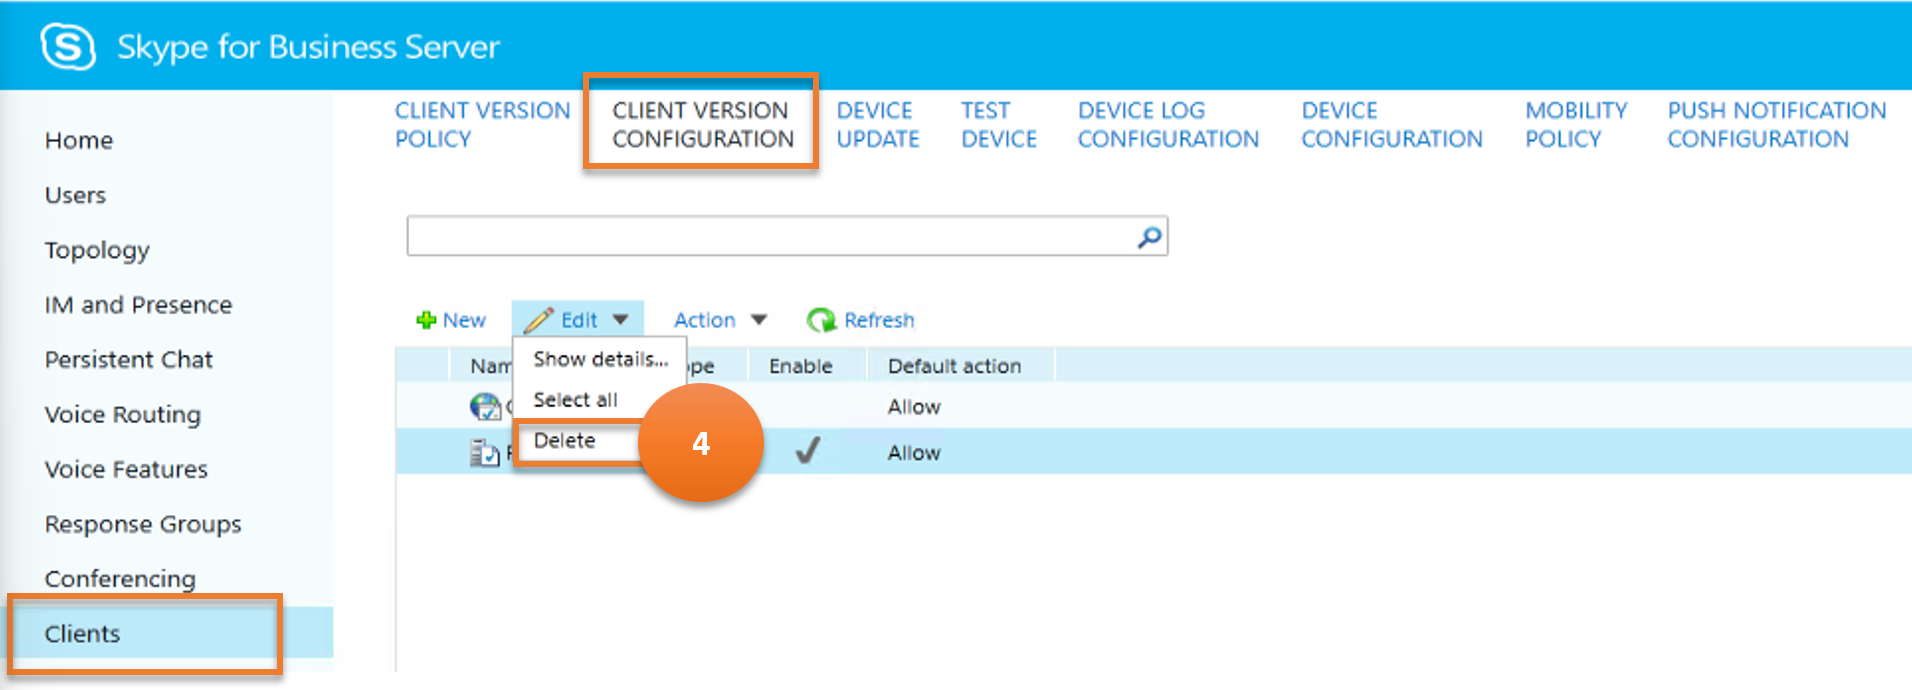 Skype for Business Server
CLIENT VERSION
POLICY
CLIENT VERSION
CONFIGURATION
DEVICE
UPDATE
TEST
DEVICE
DEVICE LOG
CONFIGURATION
DEVICE
CONFIGURATION
MOBILITY
POLICY
PUSH NOTIFICATION
CONFIGURATION
Home
Users
Topology
IM and Presence
Persistent Chat
Voice Routing
Voice Features
Response Groups
Conferencing
Clients
New
Edit
Action
Refresh
Show details...
Select all
Delete
4
Enable
Default action
Allow
Allow